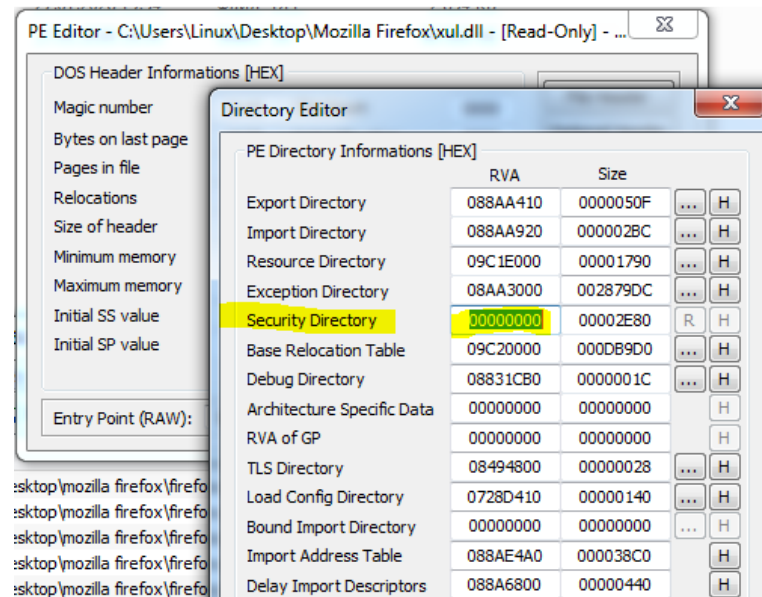 PE Editor - C:\Users\Linux\Desktop\Mozilla Firefox\xul.dll - [Read-Only] - ...
DOS Header Informations [HEX]
Magic number
Bytes on last page
Pages in file
Relocations
Size of header
Minimum memory
Maximum memory
Initial SS value
Initial SP value
Entry Point (RAW):
esktop\mozilla firefox\firefo
esktop\mozilla firefox\firefo
esktop\mozilla firefox\firefo
esktop\mozilla firefox\firefo
esktop\mozilla firefox\firefo
Directory Editor
PE Directory Informations [HEX]
RVA Size
Export Directory 088AA410 0000050F ... H
Import Directory 088AA920 000002BC ... H
Resource Directory 09C1E000 00001790 ... H
Exception Directory 08AA3000 002879DC ... H
Security Directory 00000000 00002E80 R H
Base Relocation Table 09C20000 000DB9D0 ... H
Debug Directory 08831CB0 0000001C ... H
Architecture Specific Data 00000000 00000000 H
RVA of GP 00000000 00000000 H
TLS Directory 08494800 00000028 ... H
Load Config Directory 0728D410 00000140 ... H
Bound Import Directory 00000000 00000000 ... H
Import Address Table 088AE4A0 000038C0 H
Delay Import Descriptors 088A6800 00000440 H